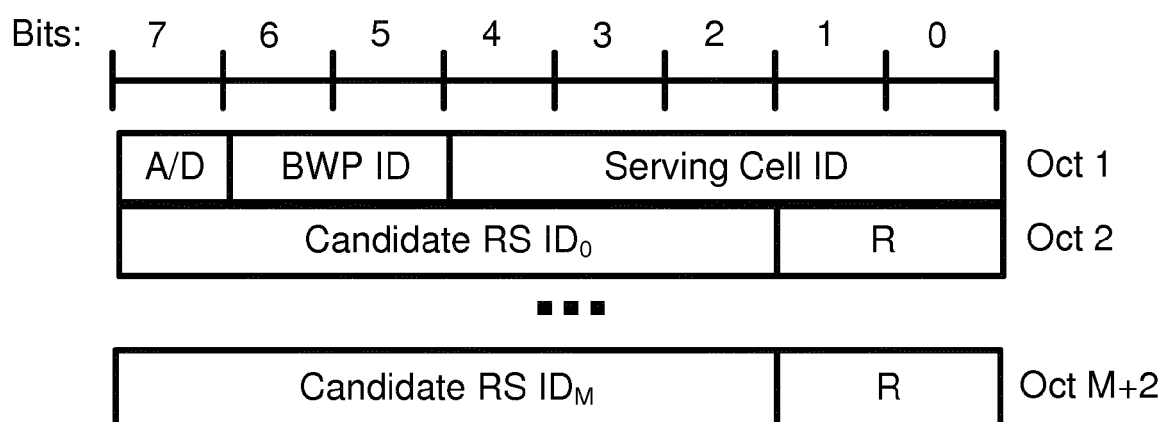 Bits: 7 6 5 4 3 2 1 0
A/D BWP ID Serving Cell ID Oct 1
Candidate RS ID₀ R Oct 2
...
Candidate RS IDM R Oct M+2